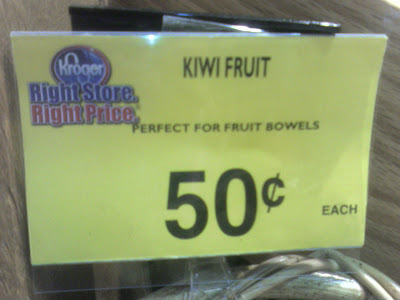 Kroger
Right Store.
Right Price.
KIWI FRUIT
PERFECT FOR FRUIT BOWELS
50¢
EACH